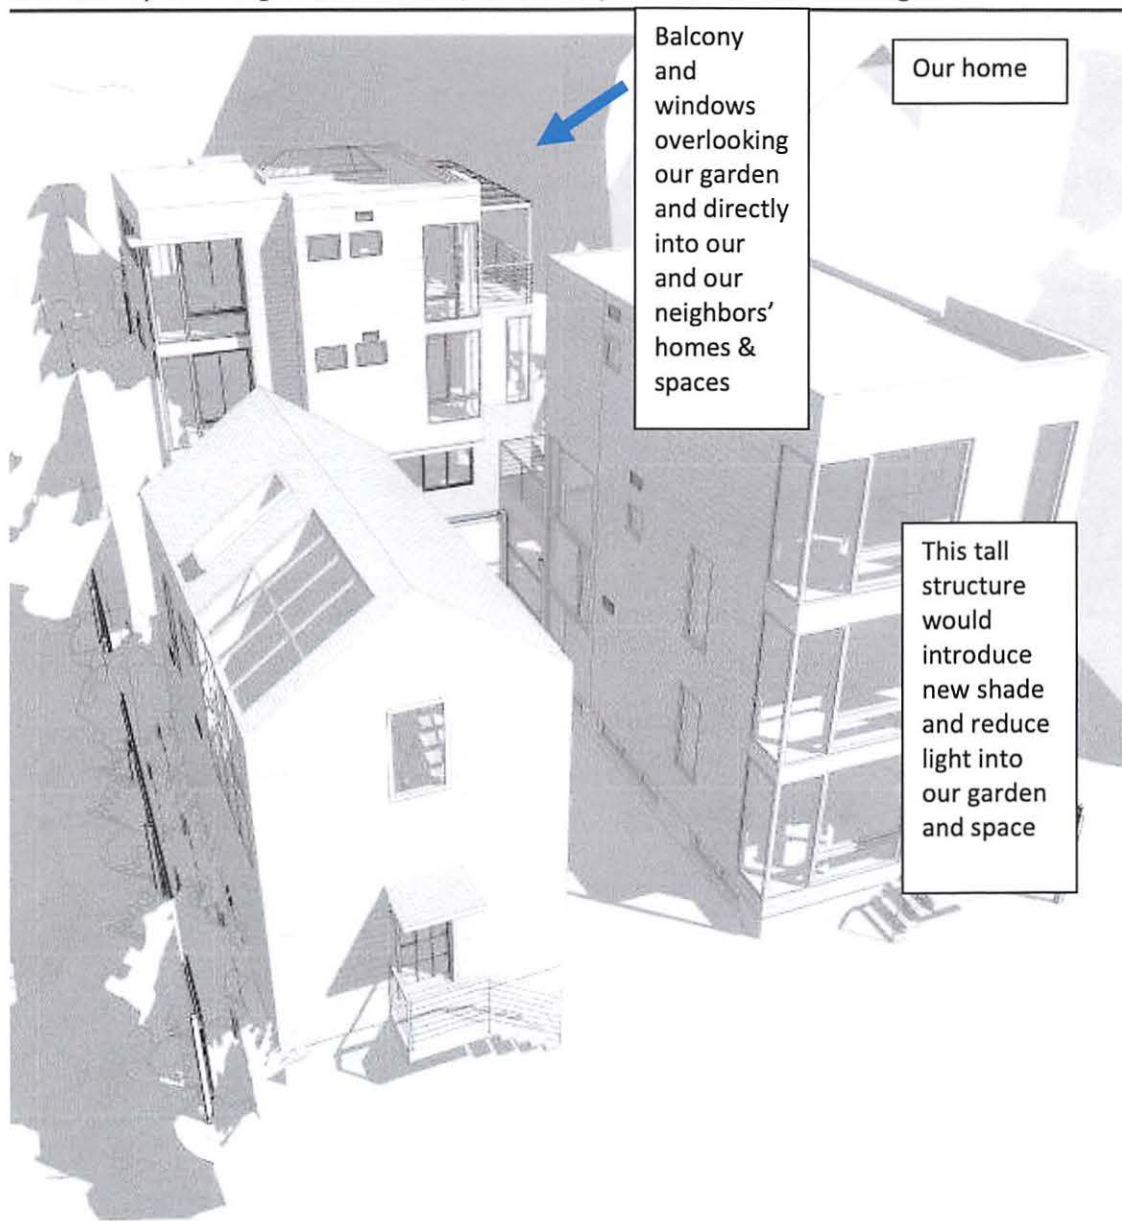 Balcony
and
windows
overlooking
our garden
and directly
into our
and our
neighbors'
homes &
spaces
Our home
This tall
structure
would
introduce
new shade
and reduce
light into
our garden
and space